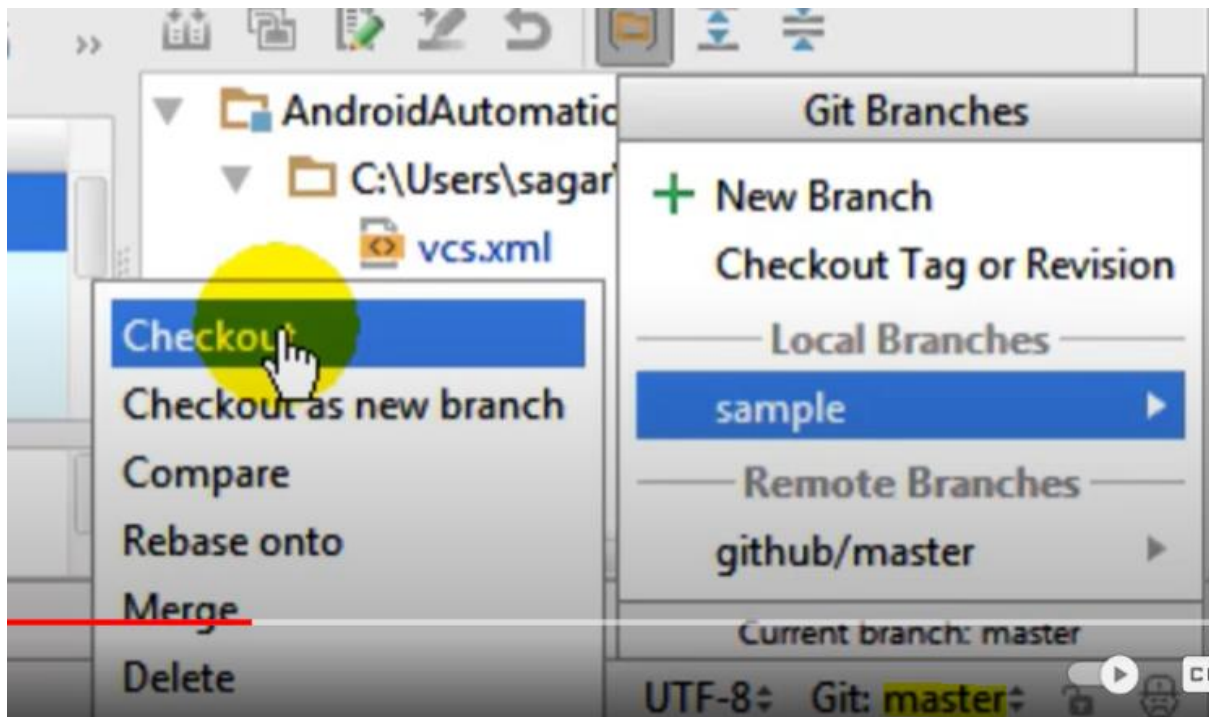 AndroidAutomatic
C:\Users\sagar\
vcs.xml
Checkout
Checkout as new branch
Compare
Rebase onto
Merge
Delete
Git Branches
New Branch
Checkout Tag or Revision
Local Branches
sample
Remote Branches
github/master
Current branch: master
UTF-8 Git: master